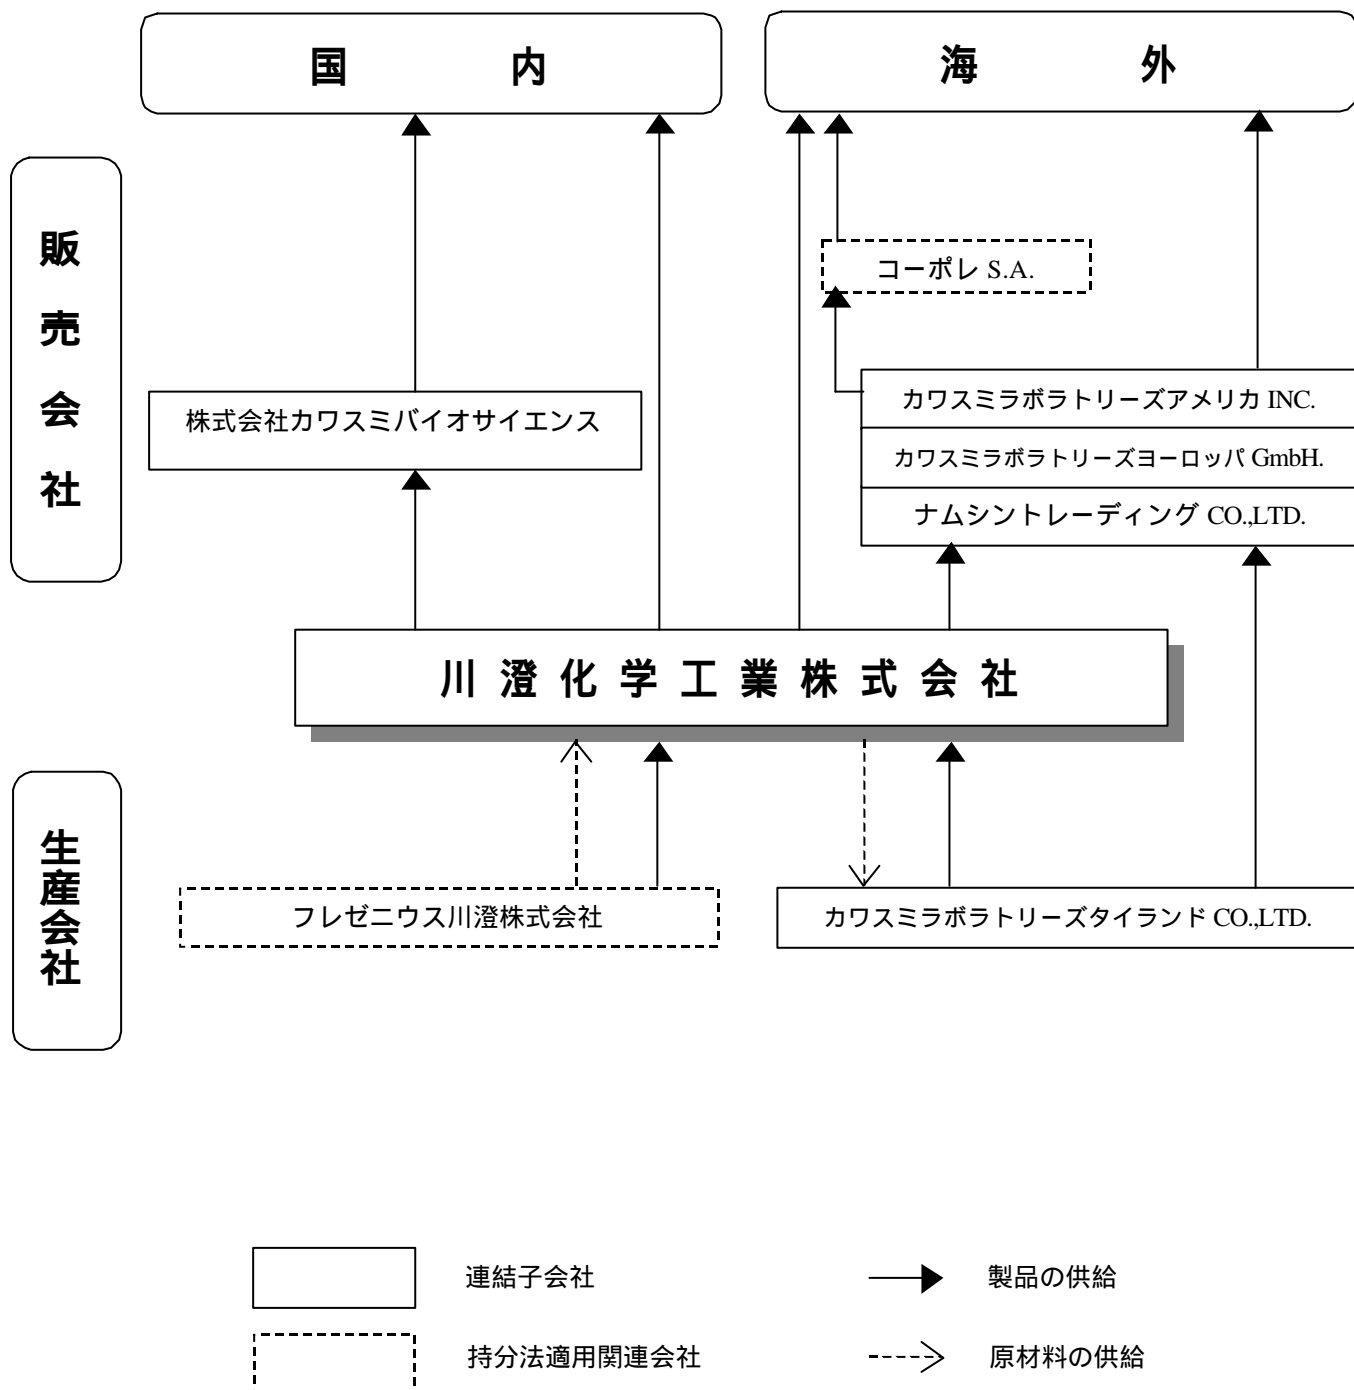 国内
海外
販売会社
コーポレ S.A.
カワスミラボラトリーズアメリカ INC.
株式会社カワスミバイオサイエンス
カワスミラボラトリーズヨーロッパ GmbH.
ナムシントレーディング CO.,LTD.
川澄化学工業株式会社
生産会社
フレゼニウス川澄株式会社
カワスミラボラトリーズタイランド CO.,LTD.
連結子会社
製品の供給
持分法適用関連会社
原材料の供給